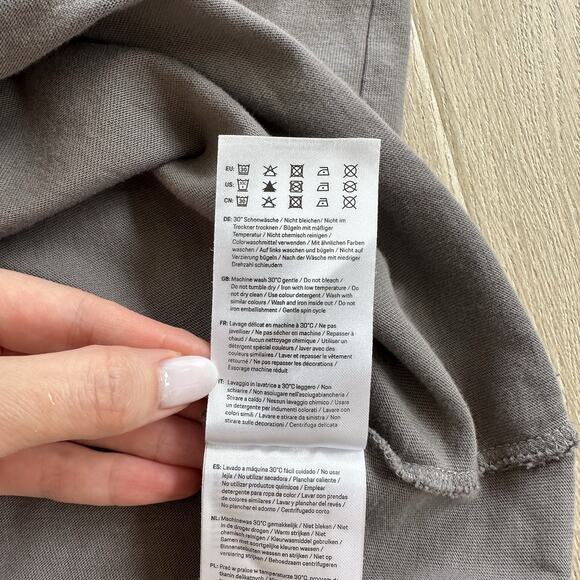 EU: 30
US:
CN: 30
DE: 30° Schonwäsche / Nicht bleichen/ Nicht im
Trockner trocknen / Bügeln mit mäßiger
Temperatur / Nicht chemisch reinigen /
Colorwaschmittel verwenden / Mit ähnlichen Farben
waschen / Auf links waschen und bügeln / Nicht auf
Verzierung bügeln / Nach der Wäsche mit niedriger
Drehzahl schleudern
GB: Machine wash 30°C gentle / Do not bleach /
Do not tumble dry / Iron with low temperature / Do
not dry clean / Use colour detergent / Wash with
similar colours / Wash and iron inside out / Do not
iron embellishment / Gentle spin cycle
FR: Lavage délicat en machine à 30°C / Ne pas
javelliser / Ne pas sécher en machine / Repasser à
chaud / Aucun nettoyage chimique / Utiliser un
détergent spécial couleurs / laver avec des
couleurs similaires / Laver et repasser le vêtement
retourné / Ne pas repasser les décorations /
Essorage machine réduit
IT: Lavaggio in lavatrice a 30°C leggero / Non
schiarire / Non asciugare nell'asciugabiancheria /
Stirare a caldo / Nessun lavaggio chimico / Usare
un detergente per indumenti colorati / Lavare con
colori simili / Lavare e stirare da sinistra / Non
stirare sulle decorazioni / Centrifuga delicata
ES: Lavado a máquina 30°C fácil cuidado / No usar
lejía / No utilizar secadora / Planchar caliente /
No utilizar productos químicos / Emplear
detergente para ropa de color / Lavar con prendas
de colores similares / Lavar y planchar del revés /
No planchar el adorno / Centrifugado corto
NL: Machinewas 30°C gemakkelijk / Niet bleken / Niet
in de droger drogen / Warm strijken / Niet
chemisch reinigen / Kleurwasmiddel gebruiken /
Samen met soortgelijke kleuren wassen /
Binnenstebuiten wassen en strijken / Versiering
niet strijken / Behoedzaam centrifugeren
PL: Prać w pralce w temperaturze 30°C, program